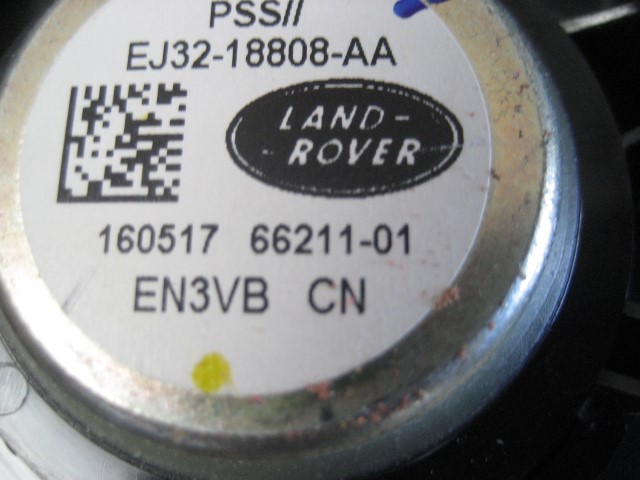 PSS//
EJ32-18808-AA
LAND-
-ROVER
160517 66211-01
EN3VB CN